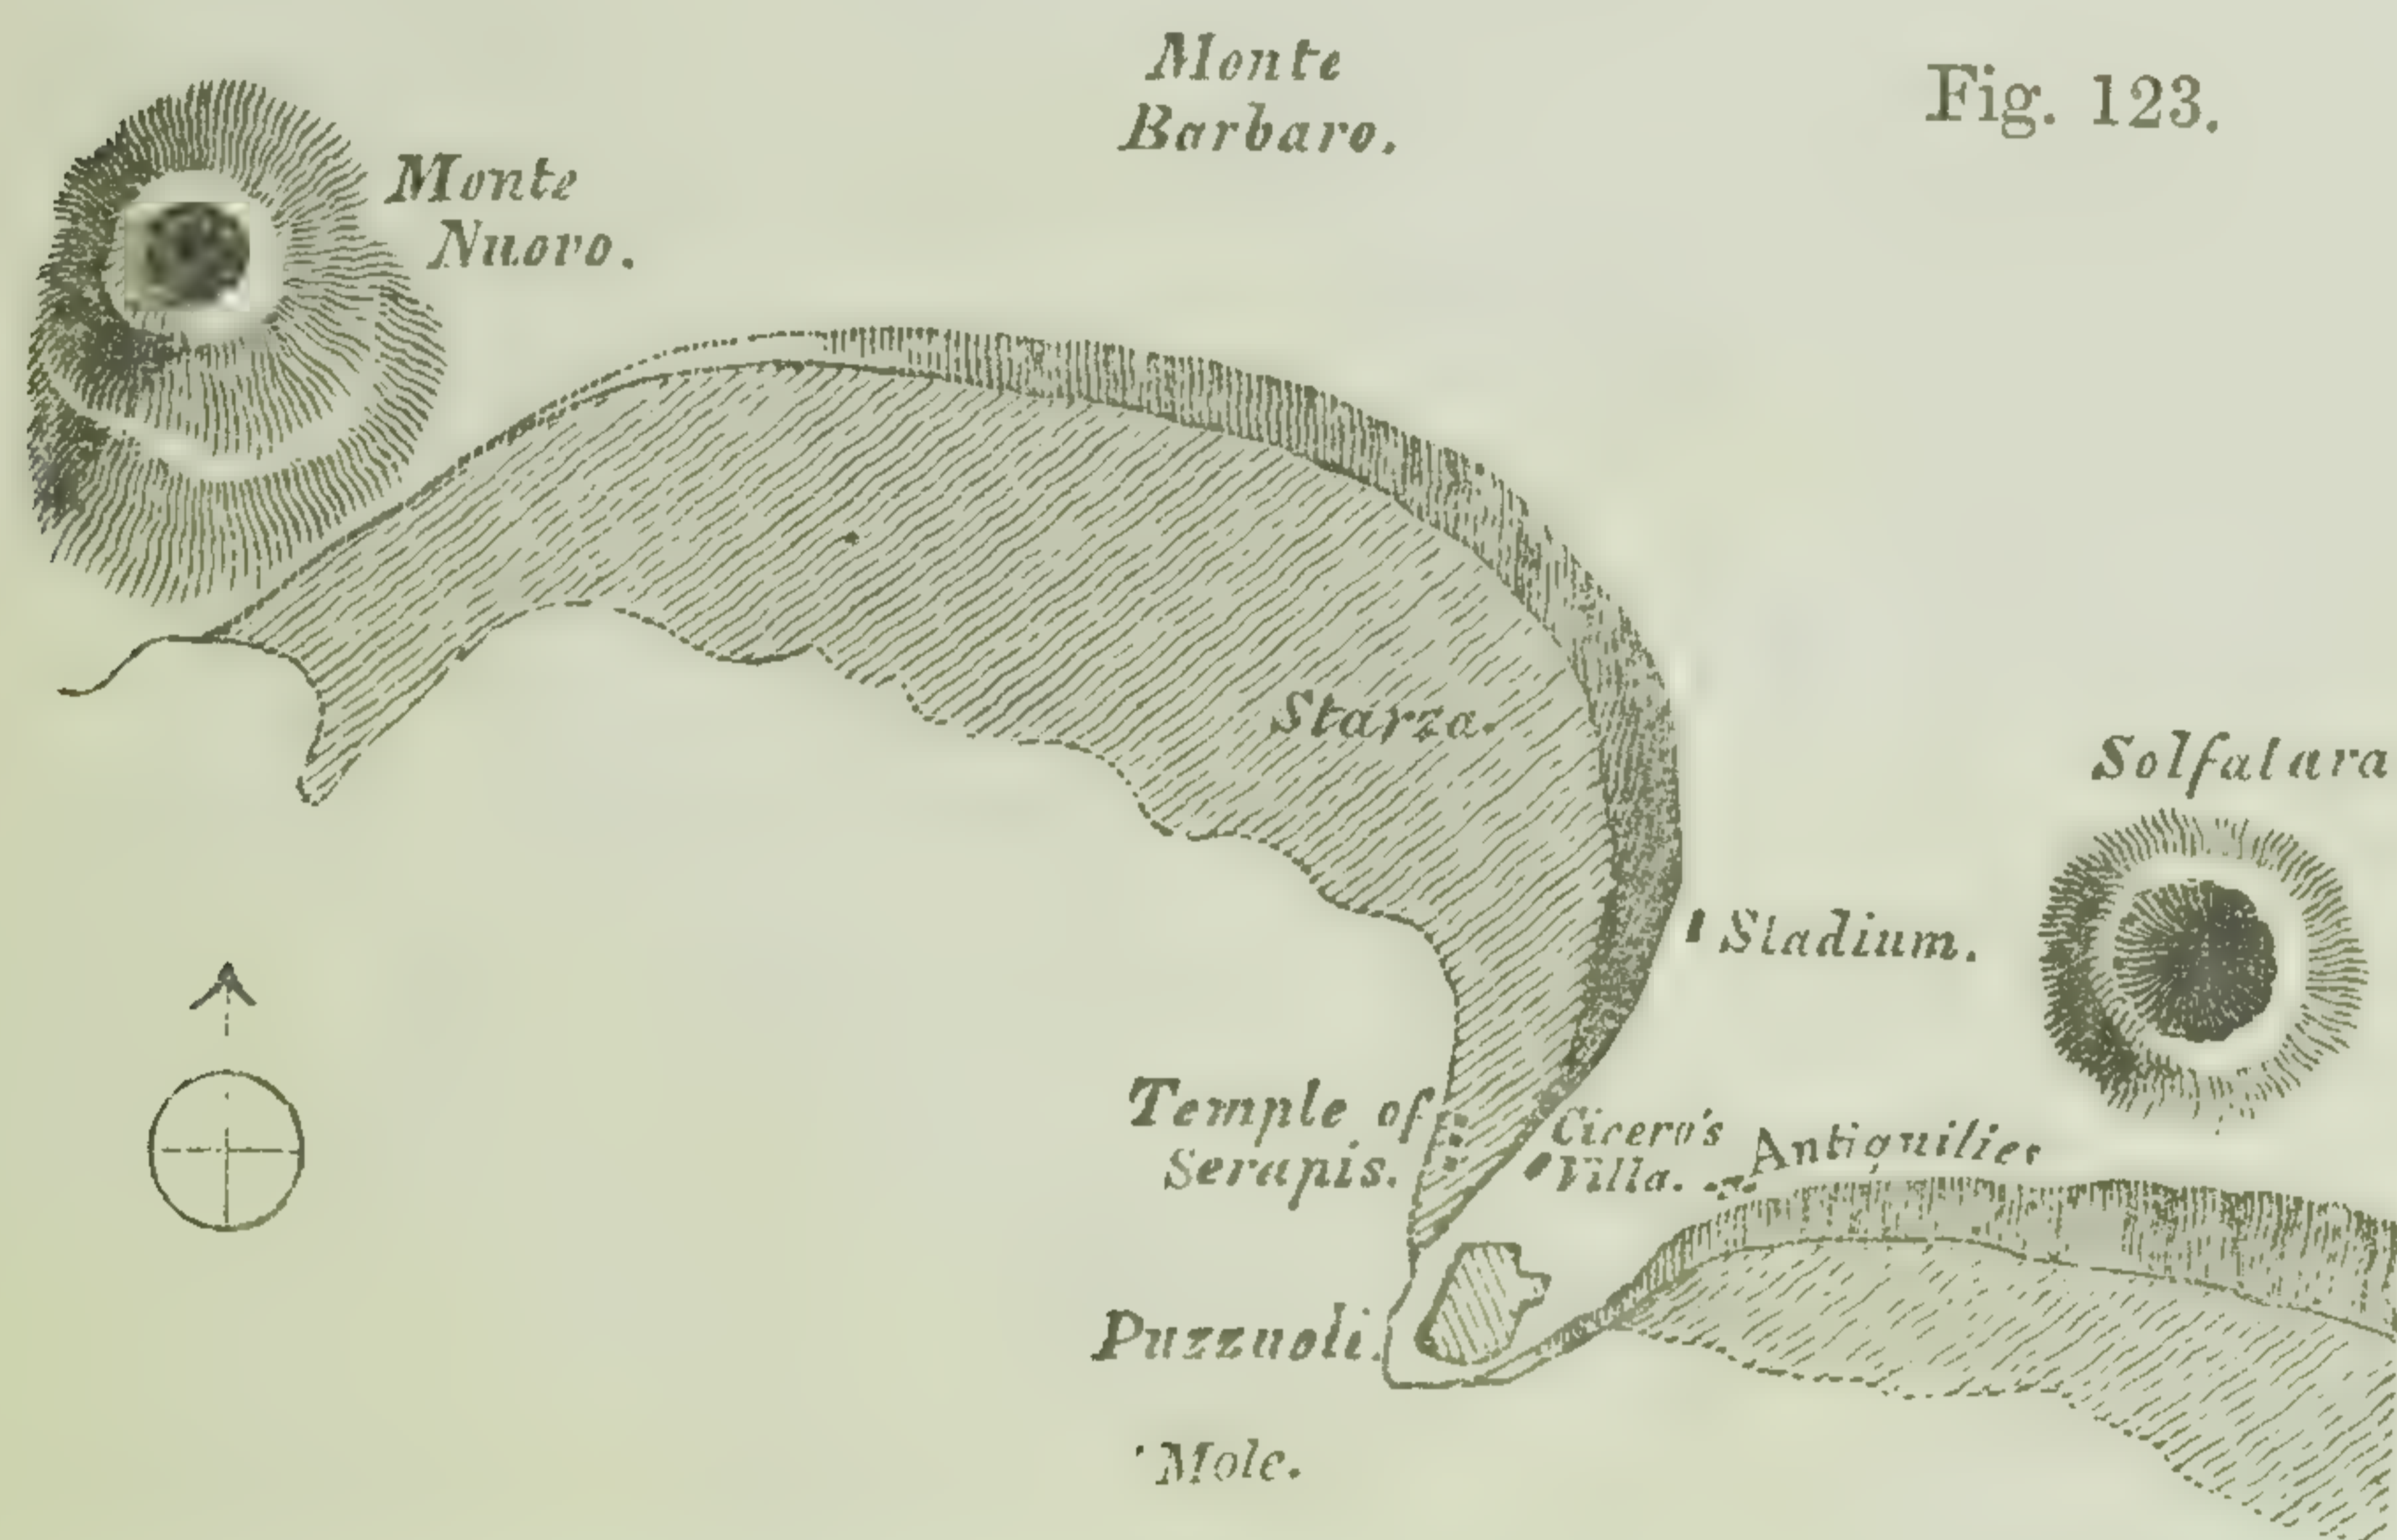 Fig. 123.
Monte
Barbaro.
Monte
Nuovo.
Starza.
Solfatara
Stadium.
Temple of
Serapis.
Cicero's
Villa.
Antiquities
Puzzuoli.
Mole.